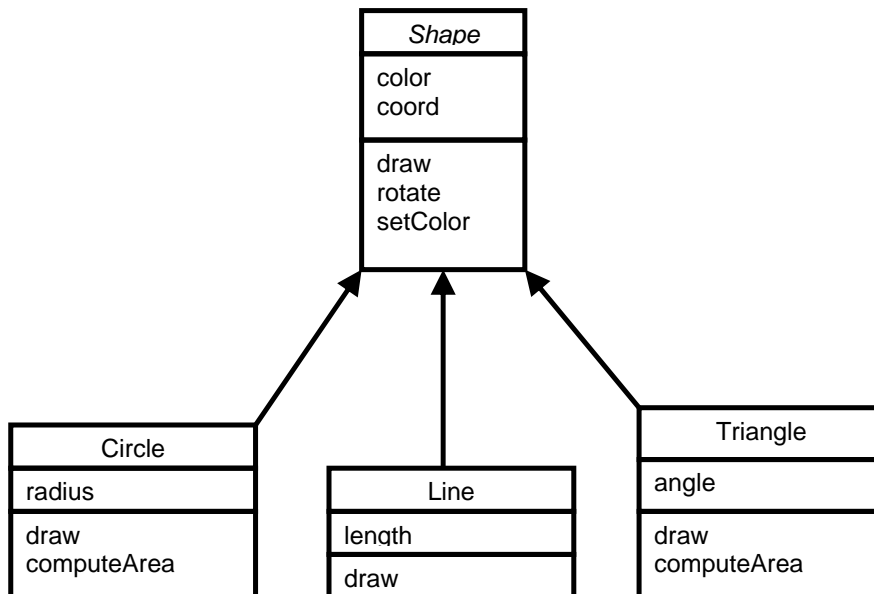 Shape
color
coord
draw
rotate
setColor
Circle
radius
draw
computeArea
Line
length
draw
Triangle
angle
draw
computeArea